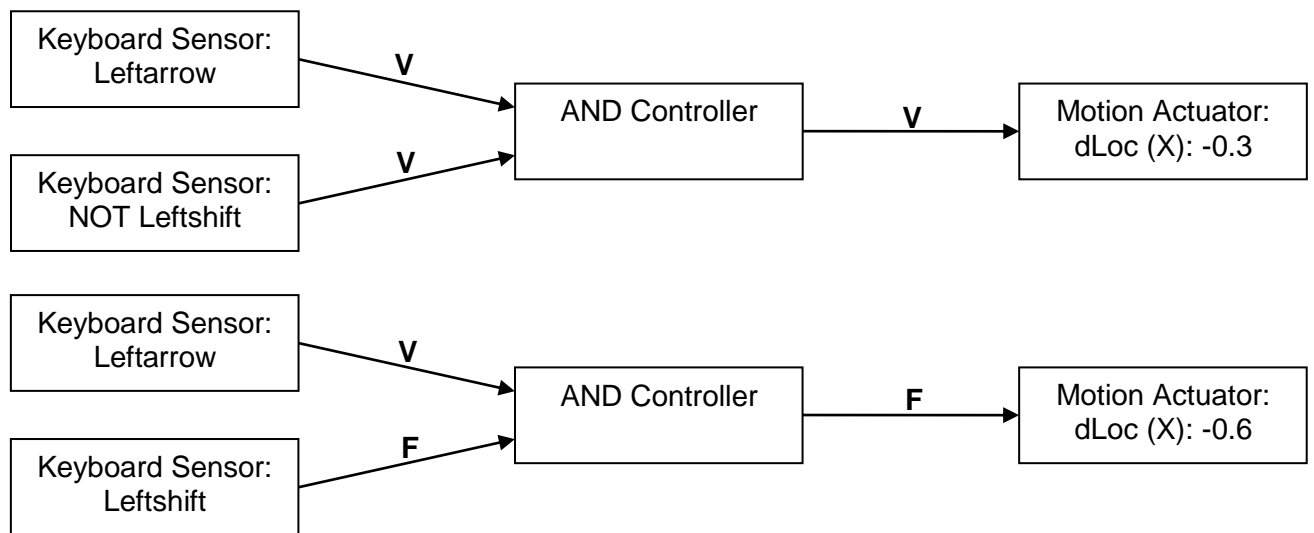 Keyboard Sensor:
Leftarrow
V
AND Controller
V
Motion Actuator:
dLoc (X): -0.3
V
Keyboard Sensor:
NOT Leftshift
Keyboard Sensor:
Leftarrow
V
AND Controller
F
Motion Actuator:
dLoc (X): -0.6
F
Keyboard Sensor:
Leftshift